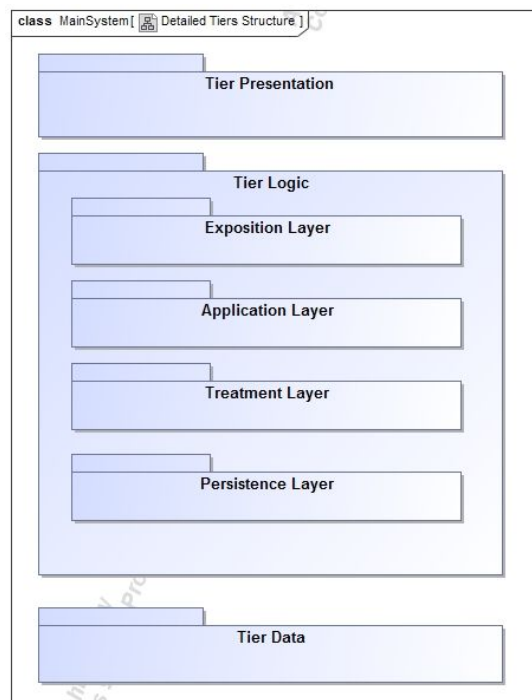 class MainSystem[ Detailed Tiers Structure ]
Tier Presentation
Tier Logic
Exposition Layer
Application Layer
Treatment Layer
Persistence Layer
Tier Data